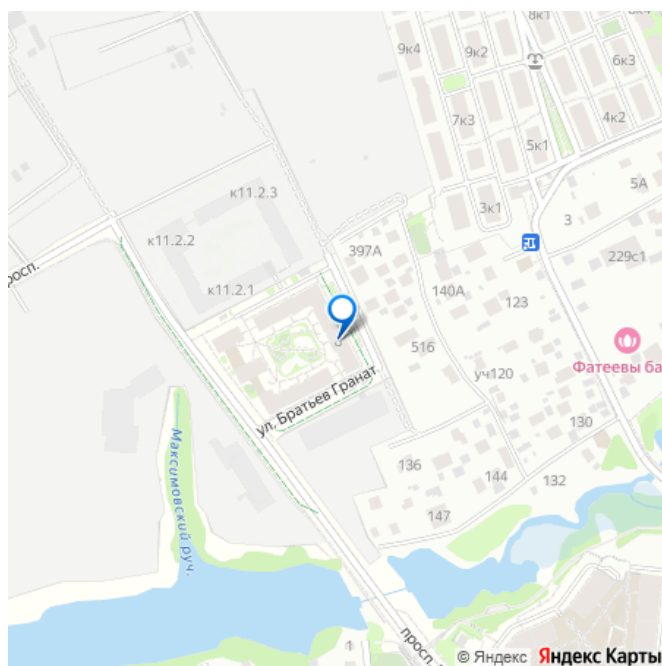 8к1
9к4
9к2
6к3
7к3
4к2
5к1
5А
3к1
3
к11.2.3
к11.2.2
397А
229с1
140А
123
росп.
к11.2.1
516
Фатеевы ба
уч120
ул. Братьев Гранат
130
Максимовский руч.
136
144
132
147
1
просп.
© Яндекс Яндекс Карты